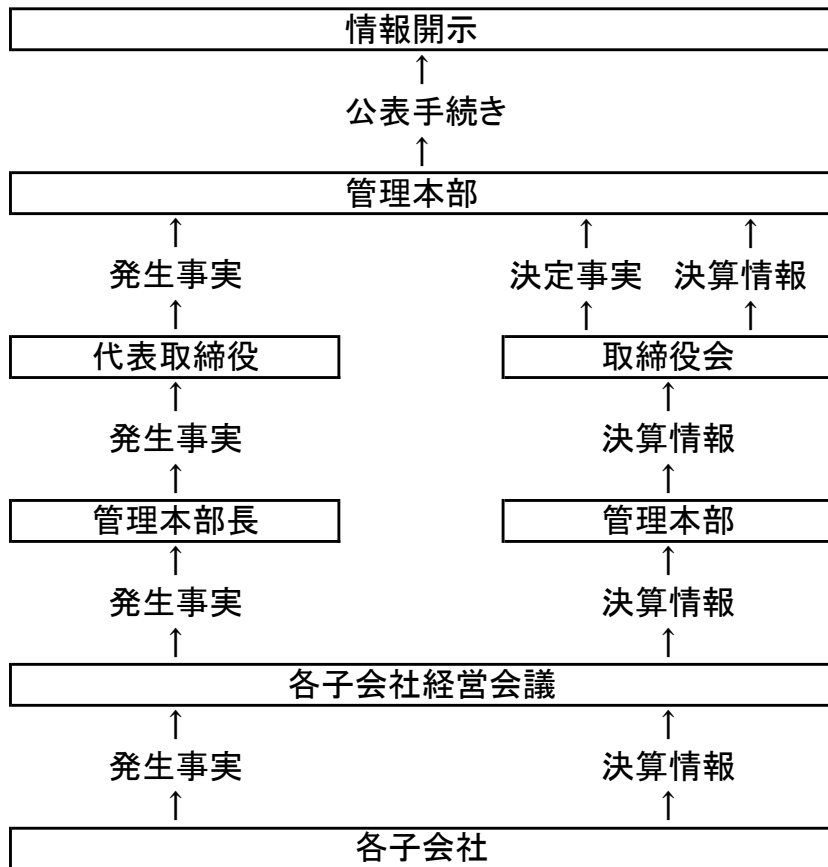 情報開示
↑
公表手続き
↑
管理本部
↑ ↑ ↑
発生事実 決定事実 決算情報
↑ ↑ ↑
代表取締役 取締役会
↑ ↑
発生事実 決算情報
↑ ↑
管理本部長 管理本部
↑ ↑
発生事実 決算情報
↑ ↑
各子会社経営会議
↑ ↑
発生事実 決算情報
↑ ↑
各子会社